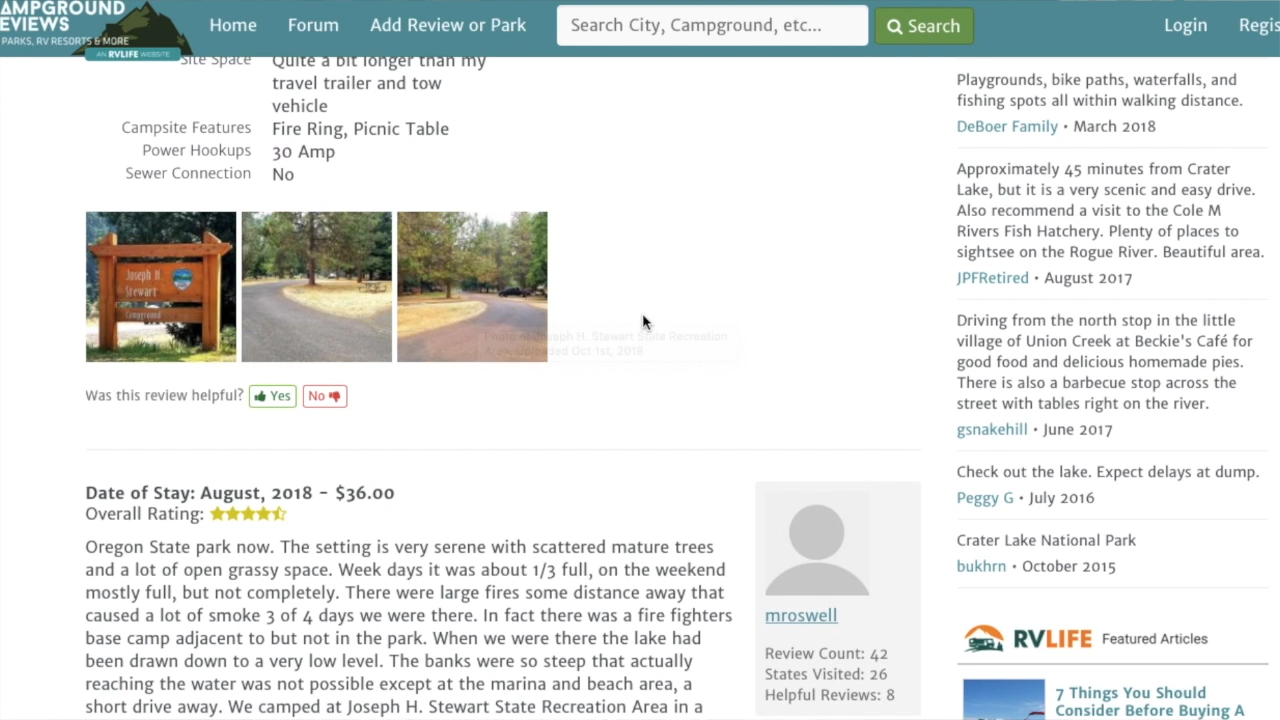 AMPGROUND
EVIEWS
PARKS, RV RESORTS & MORE
AN RVLIFE WEBSITE
Home
Forum
Add Review or Park
Search City, Campground, etc...
Search
Login
Regis
Site Space
Quite a bit longer than my
travel trailer and tow
vehicle
Campsite Features
Fire Ring, Picnic Table
Power Hookups
30 Amp
Sewer Connection
No
Joseph H
Stewart
Campground
Photo of Joseph H. Stewart State Recreation
Area. Uploaded Oct 1st, 2018
Was this review helpful?
Yes
No
Date of Stay: August, 2018 - $36.00
Overall Rating:
Oregon State park now. The setting is very serene with scattered mature trees
and a lot of open grassy space. Week days it was about 1/3 full, on the weekend
mostly full, but not completely. There were large fires some distance away that
caused a lot of smoke 3 of 4 days we were there. In fact there was a fire fighters
base camp adjacent to but not in the park. When we were there the lake had
been drawn down to a very low level. The banks were so steep that actually
reaching the water was not possible except at the marina and beach area, a
short drive away. We camped at Joseph H. Stewart State Recreation Area in a
mroswell
Review Count: 42
States Visited: 26
Helpful Reviews: 8
Playgrounds, bike paths, waterfalls, and
fishing spots all within walking distance.
DeBoer Family • March 2018
Approximately 45 minutes from Crater
Lake, but it is a very scenic and easy drive.
Also recommend a visit to the Cole M
Rivers Fish Hatchery. Plenty of places to
sightsee on the Rogue River. Beautiful area.
JPFRetired • August 2017
Driving from the north stop in the little
village of Union Creek at Beckie's Café for
good food and delicious homemade pies.
There is also a barbecue stop across the
street with tables right on the river.
gsnakehill • June 2017
Check out the lake. Expect delays at dump.
Peggy G • July 2016
Crater Lake National Park
bukhrn • October 2015
RVLIFE Featured Articles
7 Things You Should
Consider Before Buying A